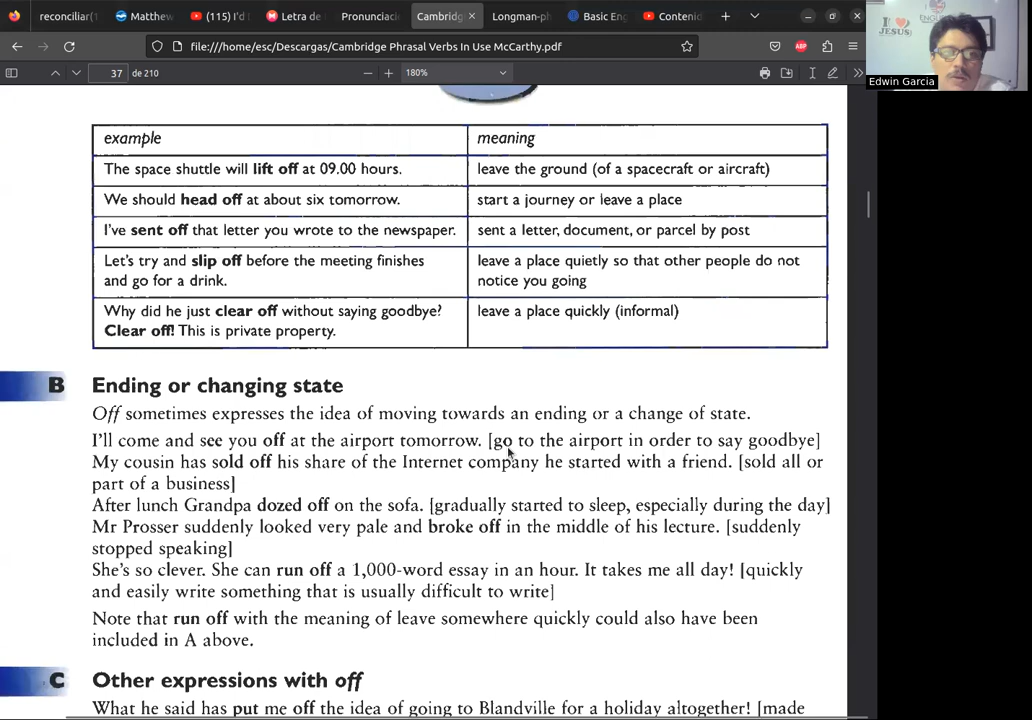 reconciliar(1
Matthew
(115) I'd
Letra de
Pronunciació
Cambridg
Longman-ph
Basic Eng
Contenid
file:///home/esc/Descargas/Cambridge Phrasal Verbs In Use McCarthy.pdf
37 de 210
180%
I ❤ JESUS!
Edwin Garcia
example meaning
The space shuttle will lift off at 09.00 hours. leave the ground (of a spacecraft or aircraft)
We should head off at about six tomorrow. start a journey or leave a place
I've sent off that letter you wrote to the newspaper. sent a letter, document, or parcel by post
Let's try and slip off before the meeting finishes leave a place quietly so that other people do not
and go for a drink. notice you going
Why did he just clear off without saying goodbye? leave a place quickly (informal)
Clear off! This is private property.
B Ending or changing state
Off sometimes expresses the idea of moving towards an ending or a change of state.
I'll come and see you off at the airport tomorrow. [go to the airport in order to say goodbye]
My cousin has sold off his share of the Internet company he started with a friend. [sold all or
part of a business]
After lunch Grandpa dozed off on the sofa. [gradually started to sleep, especially during the day]
Mr Prosser suddenly looked very pale and broke off in the middle of his lecture. [suddenly
stopped speaking]
She's so clever. She can run off a 1,000-word essay in an hour. It takes me all day! [quickly
and easily write something that is usually difficult to write]
Note that run off with the meaning of leave somewhere quickly could also have been
included in A above.
C Other expressions with off
What he said has put me off the idea of going to Blandville for a holiday altogether! [made